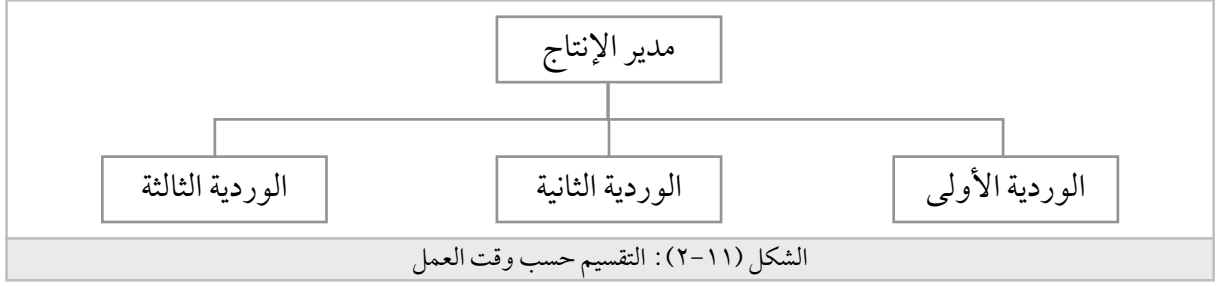 مدير الإنتاج
الوردية الأولى
الوردية الثانية
الوردية الثالثة
الشكل (١١-٢): التقسيم حسب وقت العمل